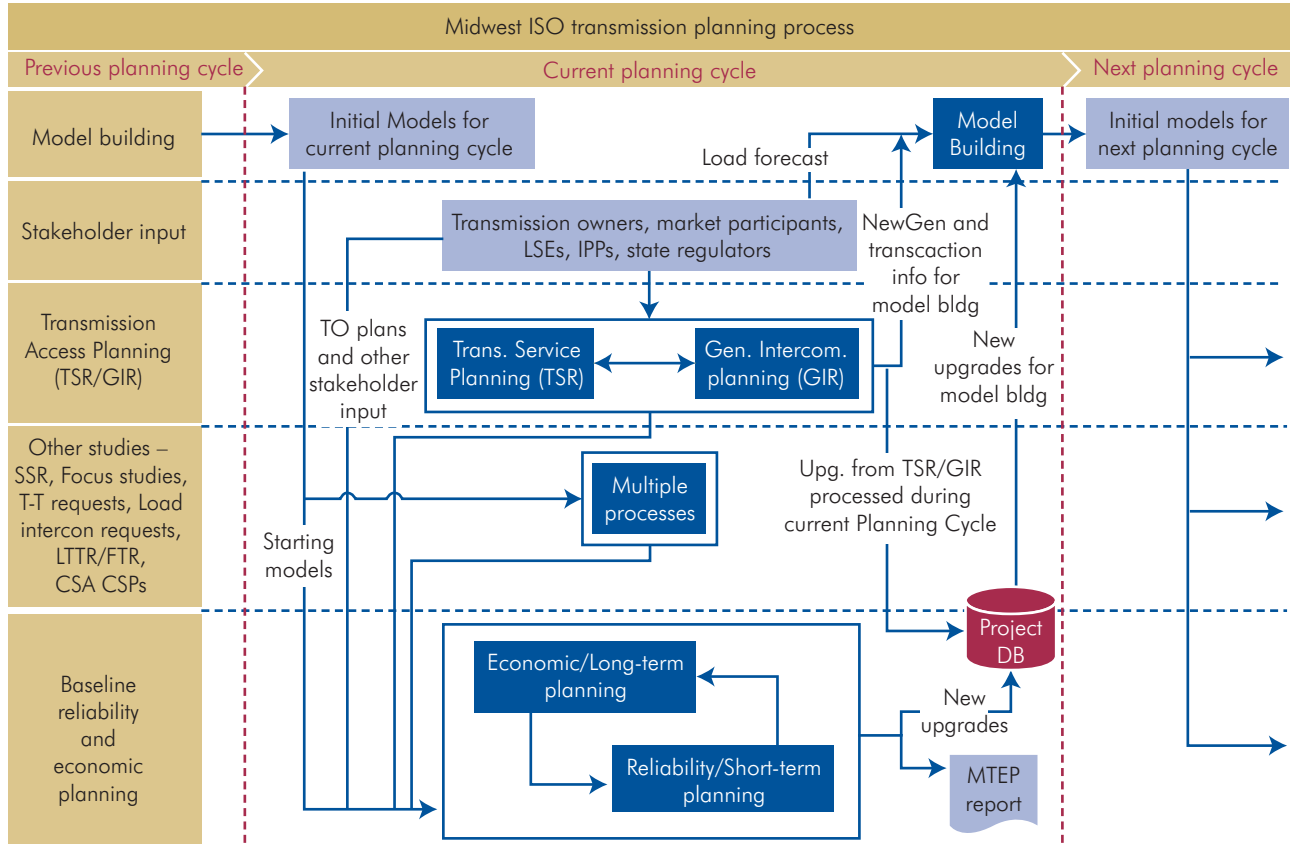 Midwest ISO transmission planning process
Previous planning cycle
Current planning cycle
Next planning cycle
Model building
Initial Models for
current planning cycle
Load forecast
Model
Building
Initial models for
next planning cycle
Stakeholder input
Transmission owners, market participants,
LSEs, IPPs, state regulators
NewGen and
transcaction
info for
model bldg
Transmission
Access Planning
(TSR/GIR)
TO plans
and other
stakeholder
input
Trans. Service
Planning (TSR)
Gen. Intercom.
planning (GIR)
New
upgrades for
model bldg
Other studies –
SSR, Focus studies,
T-T requests, Load
intercon requests,
LTTR/FTR,
CSA CSPs
Starting
models
Multiple
processes
Upg. from TSR/GIR
processed during
current Planning Cycle
Baseline
reliability
and
economic
planning
Economic/Long-term
planning
Reliability/Short-term
planning
Project
DB
New
upgrades
MTEP
report